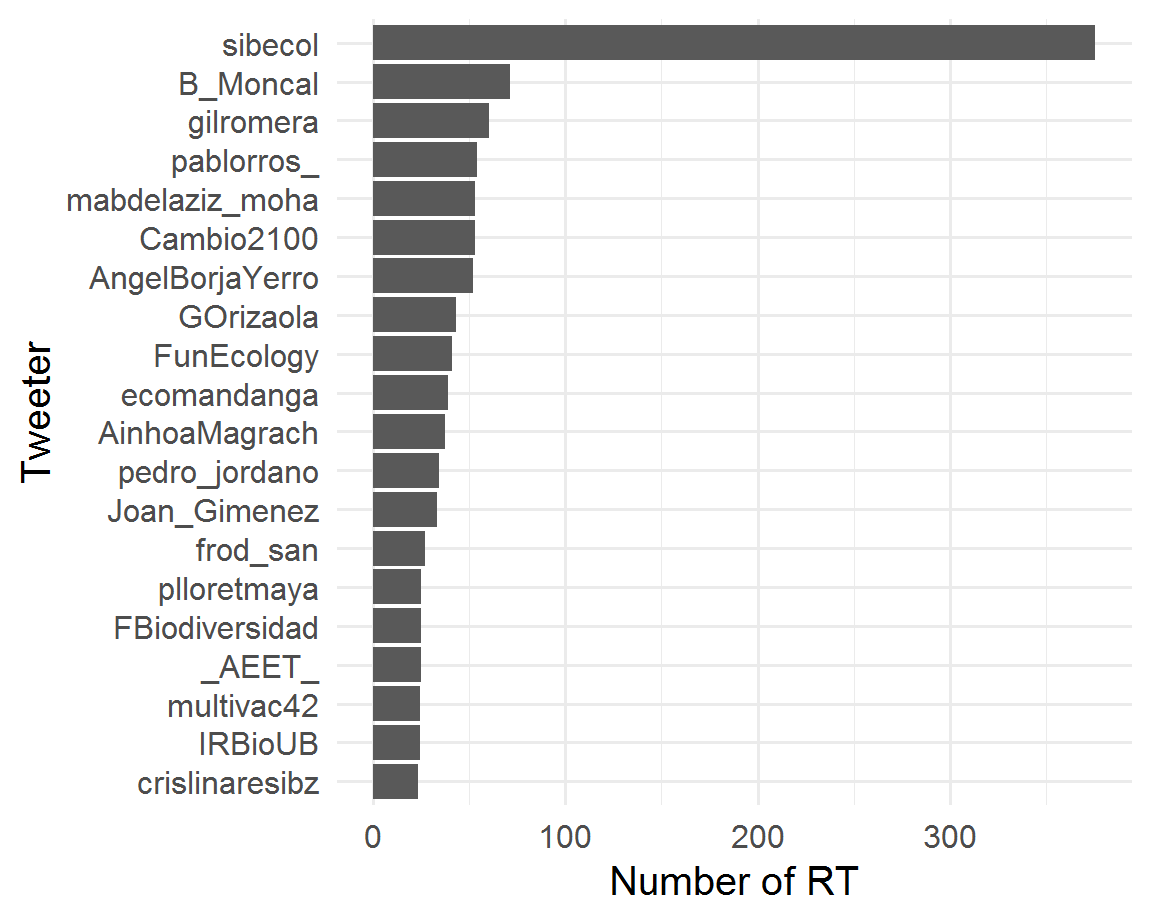 sibecol
B_Moncal
gilromera
pablorros_
mabdelaziz_moha
Cambio2100
AngelBorjaYerro
GOrizaola
FunEcology
ecomandanga
AinhoaMagrach
pedro_jordano
Joan_Gimenez
frod_san
plloretmaya
FBiodiversidad
_AEET_
multivac42
IRBioUB
crislinaresibz
Tweeter
0 100 200 300
Number of RT